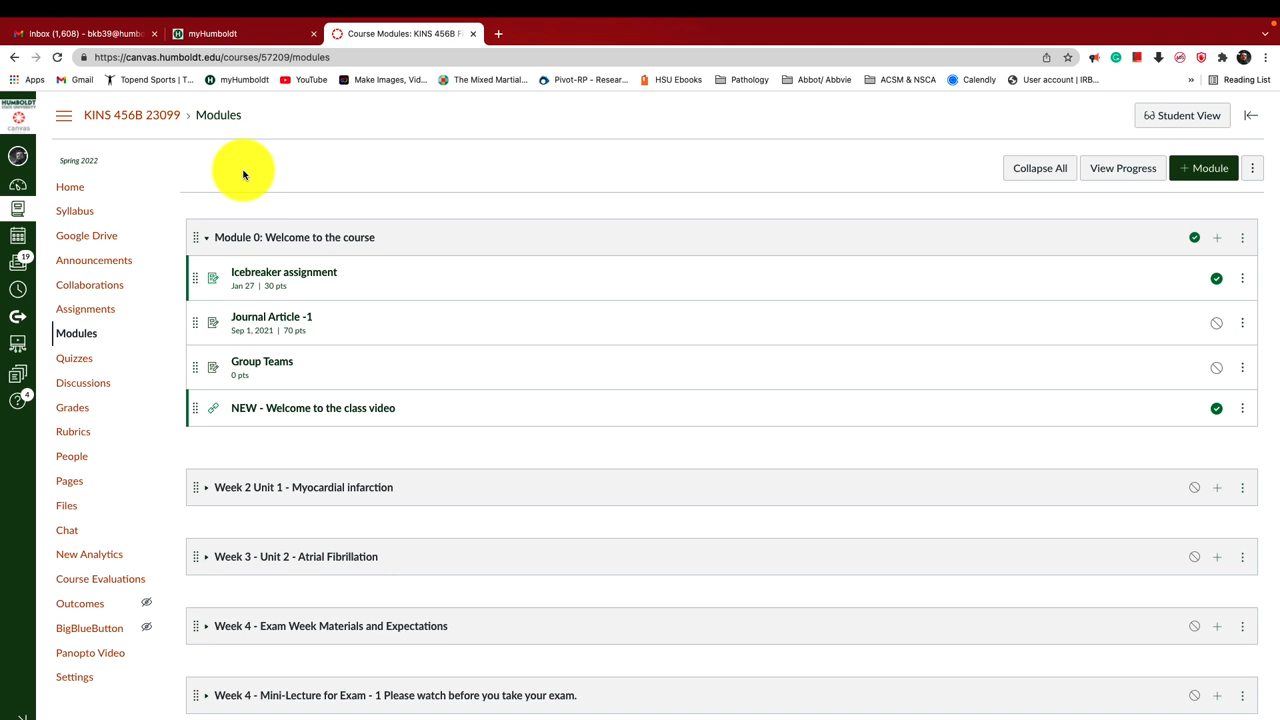 Inbox (1,608) - bkb39@humb
myHumboldt
Course Modules: KINS 456B F
canvas.humboldt.edu/courses/57209/modules
Apps
Gmail
Topend Sports | T...
myHumboldt
YouTube
Make Images, Vid...
The Mixed Martial...
Pivot-RP - Resear...
HSU Ebooks
Pathology
Abbot/ Abbvie
ACSM & NSCA
Calendly
User account | IRB...
»
Reading List
HUMBOLDT
canvas
KINS 456B 23099 › Modules
Student View
Spring 2022
Collapse All
View Progress
+ Module
Home
Syllabus
Google Drive
Announcements
Collaborations
Assignments
Modules
Quizzes
Discussions
Grades
Rubrics
People
Pages
Files
Chat
New Analytics
Course Evaluations
Outcomes
BigBlueButton
Panopto Video
Settings
19
4
Module 0: Welcome to the course
Icebreaker assignment
Jan 27 | 30 pts
Journal Article -1
Sep 1, 2021 | 70 pts
Group Teams
0 pts
NEW - Welcome to the class video
Week 2 Unit 1 - Myocardial infarction
Week 3 - Unit 2 - Atrial Fibrillation
Week 4 - Exam Week Materials and Expectations
Week 4 - Mini-Lecture for Exam - 1 Please watch before you take your exam.